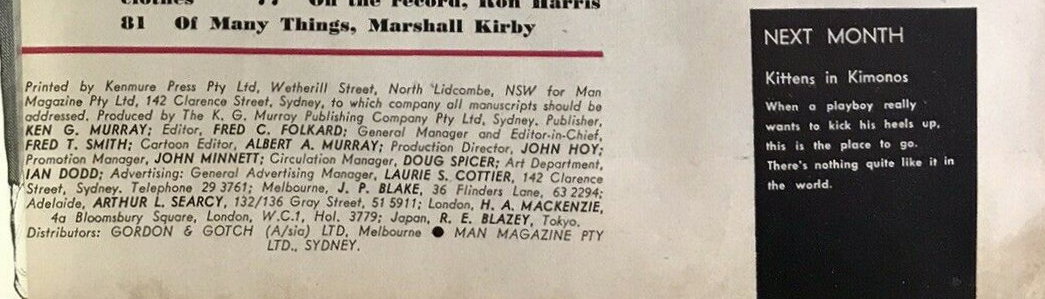 clothes 77 On the record, Ron Harris
81 Of Many Things, Marshall Kirby
Printed by Kenmure Press Pty Ltd, Wetherill Street, North Lidcombe, NSW for Man
Magazine Pty Ltd, 142 Clarence Street, Sydney, to which company all manuscripts should be
addressed. Produced by The K. G. Murray Publishing Company Pty Ltd, Sydney. Publisher,
KEN G. MURRAY; Editor, FRED C. FOLKARD; General Manager and Editor-in-Chief,
FRED T. SMITH; Cartoon Editor, ALBERT A. MURRAY; Production Director, JOHN HOY;
Promotion Manager, JOHN MINNETT; Circulation Manager, DOUG SPICER; Art Department,
IAN DODD; Advertising: General Advertising Manager, LAURIE S. COTTIER, 142 Clarence
Street, Sydney. Telephone 29 3761; Melbourne, J. P. BLAKE, 36 Flinders Lane, 63 2294;
Adelaide, ARTHUR L. SEARCY, 132/136 Gray Street, 51 5911; London, H. A. MACKENZIE,
4a Bloomsbury Square, London, W.C.1, Hol. 3779; Japan, R. E. BLAZEY, Tokyo.
Distributors: GORDON & GOTCH (A/sia) LTD, Melbourne ● MAN MAGAZINE PTY
LTD., SYDNEY.
NEXT MONTH
Kittens in Kimonos
When a playboy really
wants to kick his heels up,
this is the place to go.
There's nothing quite like it in
the world.